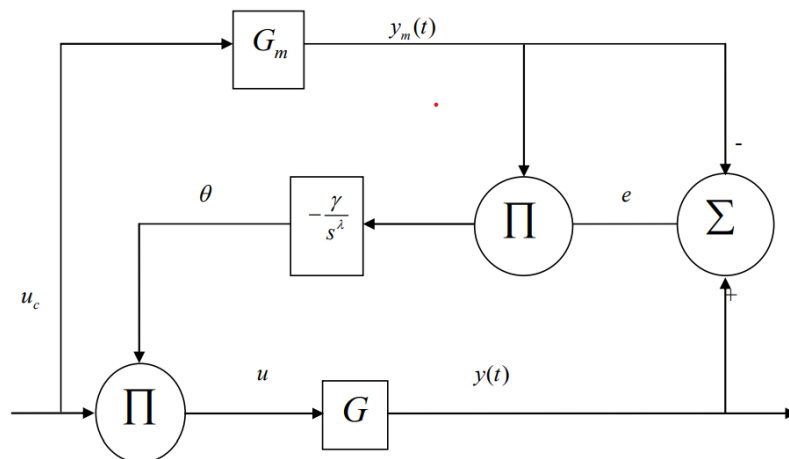 G_m
y_m(t)
-
θ
-γ/s^λ
∏
e
∑
u_c
+
∏
u
G
y(t)